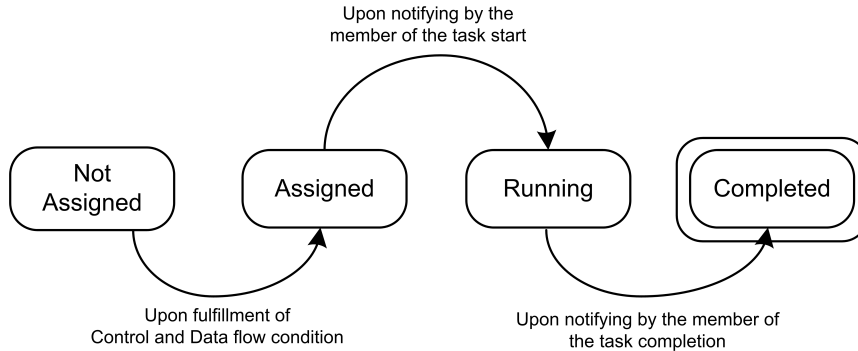 Upon notifying by the
member of the task start
Not
Assigned
Assigned
Running
Completed
Upon fulfillment of
Control and Data flow condition
Upon notifying by the member of
the task completion